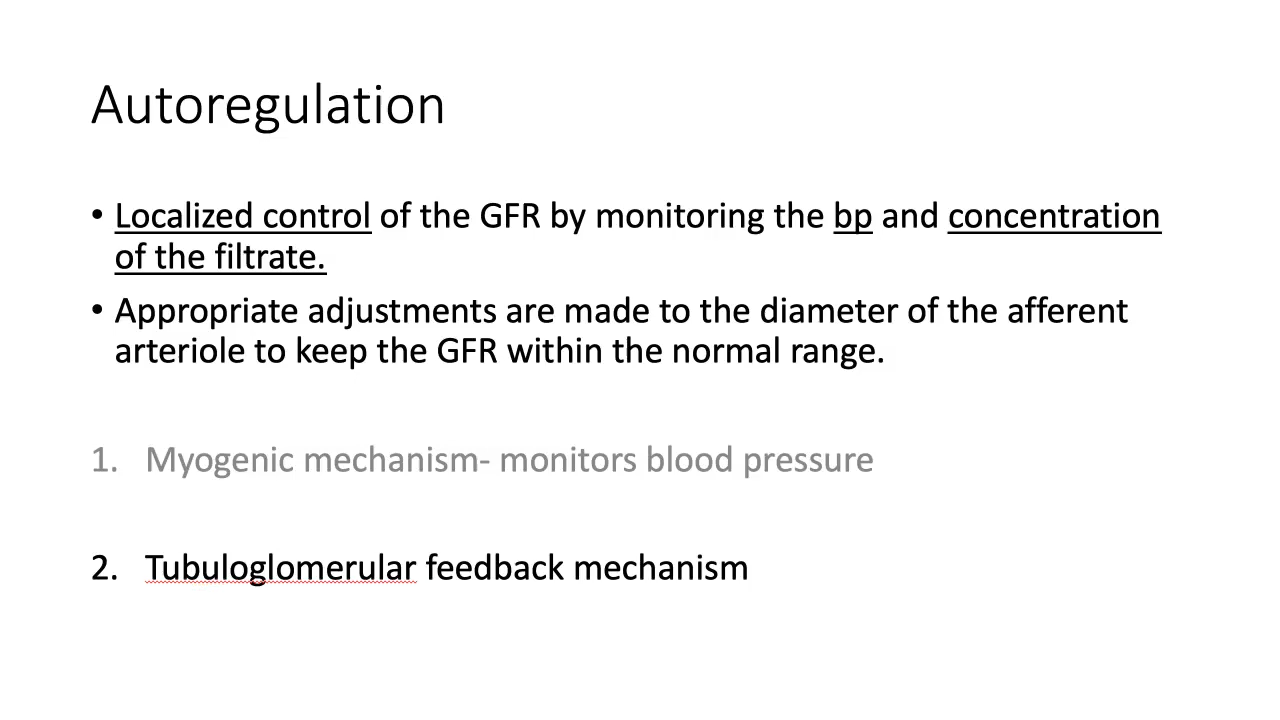 Autoregulation
• Localized control of the GFR by monitoring the bp and concentration
of the filtrate.
• Appropriate adjustments are made to the diameter of the afferent
arteriole to keep the GFR within the normal range.
1. Myogenic mechanism- monitors blood pressure
2. Tubuloglomerular feedback mechanism